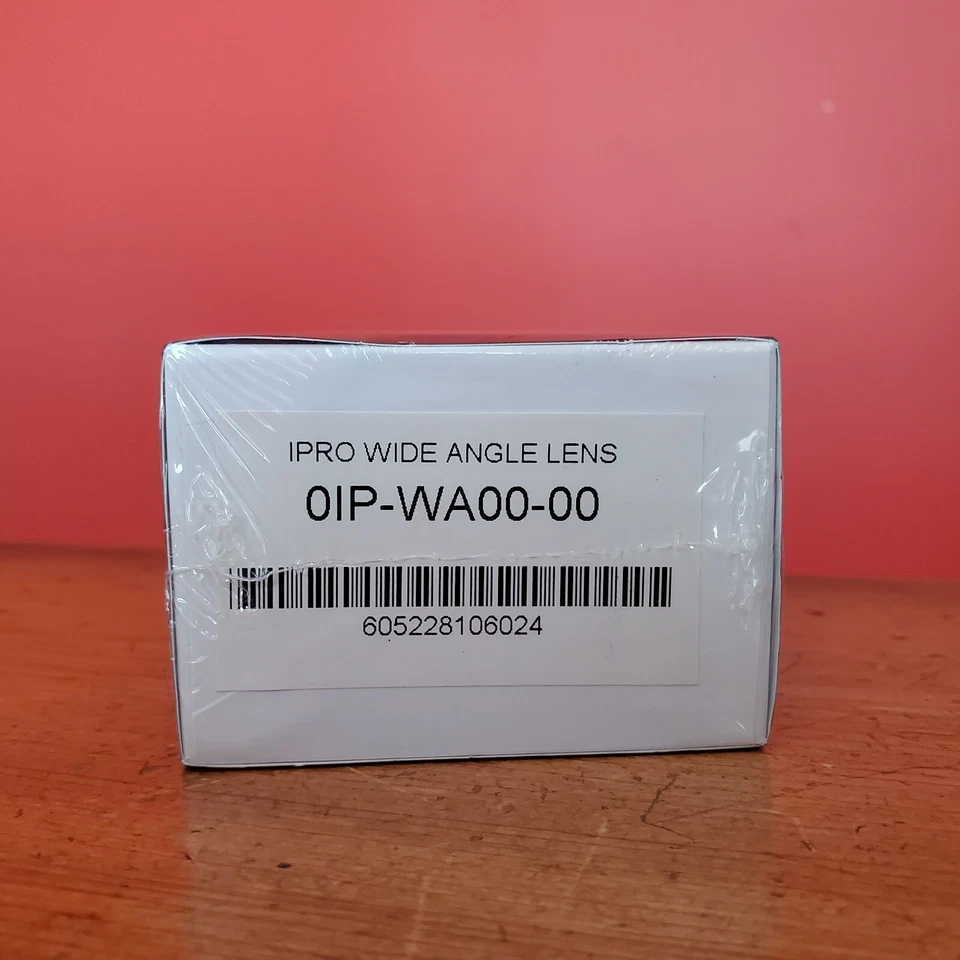 IPRO WIDE ANGLE LENS
0IP-WA00-00
605228106024